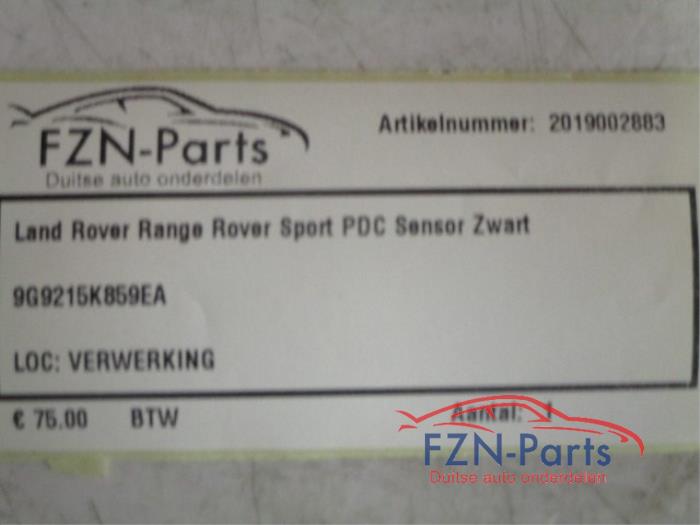 FZN-Parts
Duitse auto onderdelen
Artikelnummer: 2019002883
Land Rover Range Rover Sport PDC Sensor Zwart
9G9215K859EA
LOC: VERWERKING
€ 75.00 BTW
Aantal: 1
FZN-Parts
Duitse auto onderdelen